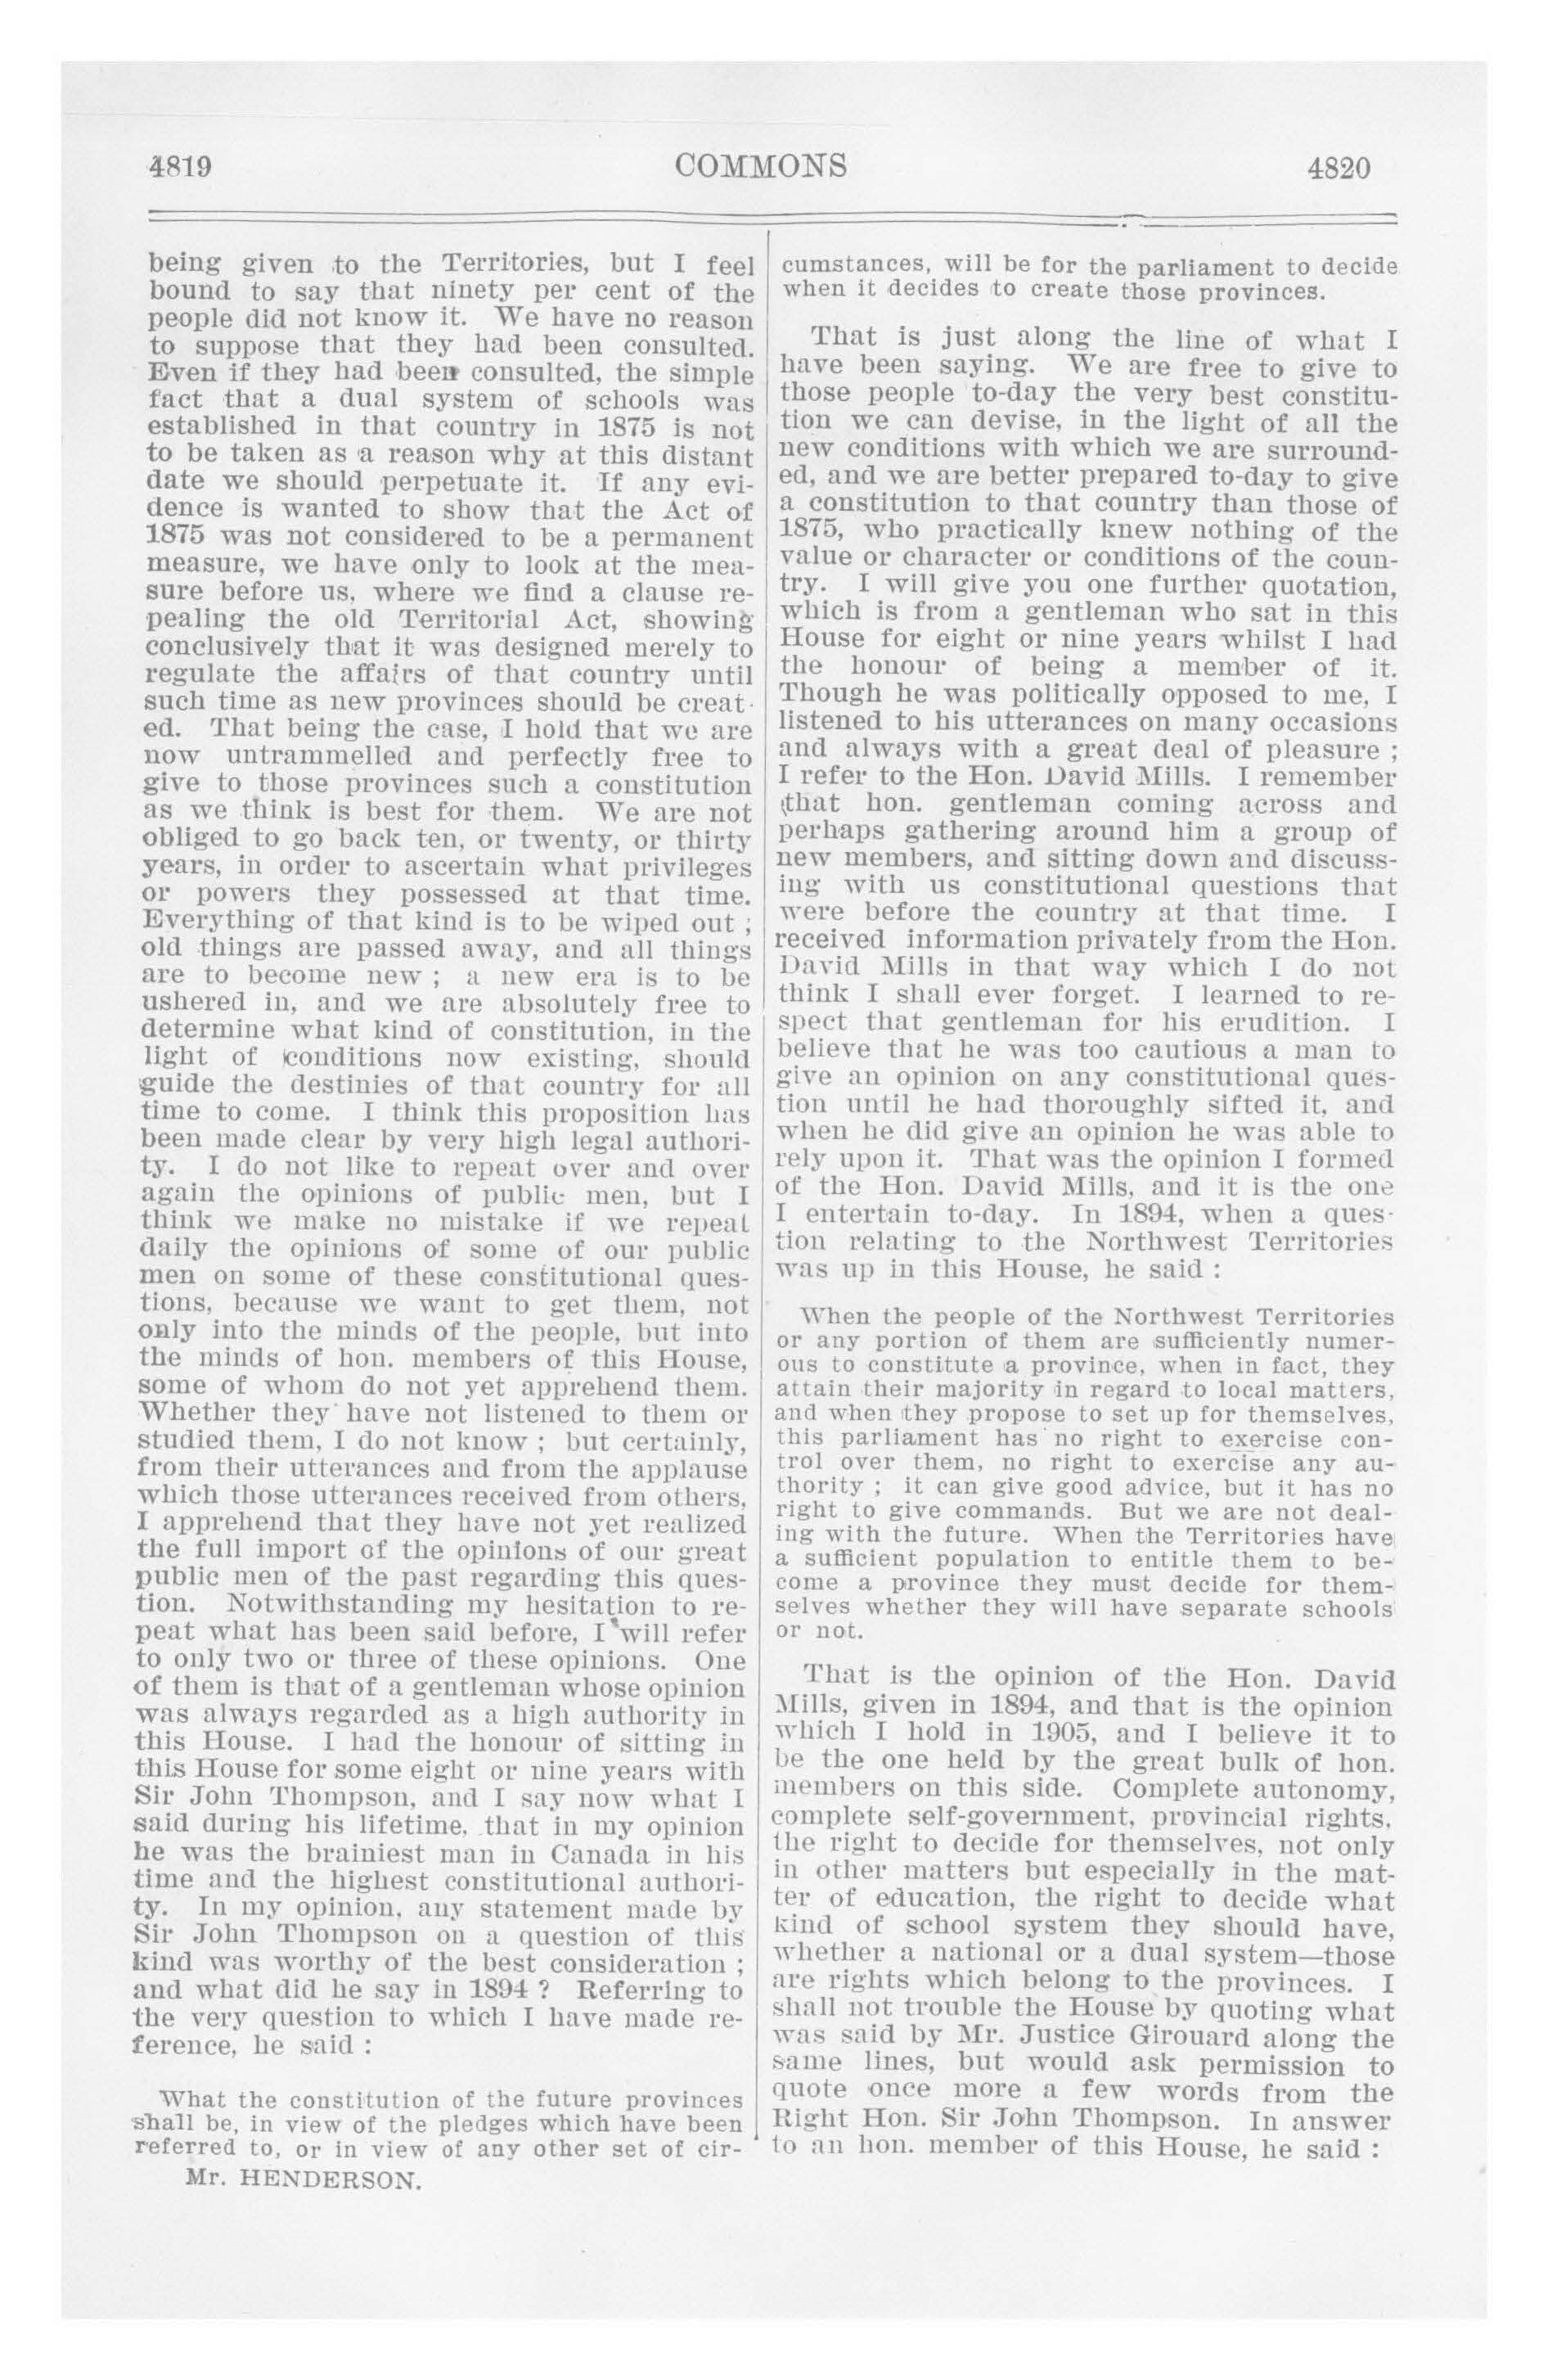 4819
COMMONS
4820
being given to the Territories, but I feel
bound to say that ninety per cent of the
people did not know it. We have no reason
to suppose that they had been consulted.
Even if they had been consulted, the simple
fact that a dual system of schools was
established in that country in 1875 is not
to be taken as a reason why at this distant
date we should perpetuate it. If any evi-
dence is wanted to show that the Act of
1875 was not considered to be a permanent
measure, we have only to look at the mea-
sure before us, where we find a clause re-
pealing the old Territorial Act, showing
conclusively that it was designed merely to
regulate the affairs of that country until
such time as new provinces should be creat-
ed. That being the case, I hold that we are
now untrammelled and perfectly free to
give to those provinces such a constitution
as we think is best for them. We are not
obliged to go back ten, or twenty, or thirty
years, in order to ascertain what privileges
or powers they possessed at that time.
Everything of that kind is to be wiped out ;
old things are passed away, and all things
are to become new ; a new era is to be
ushered in, and we are absolutely free to
determine what kind of constitution, in the
light of conditions now existing, should
guide the destinies of that country for all
time to come. I think this proposition has
been made clear by very high legal authori-
ty. I do not like to repeat over and over
again the opinions of public men, but I
think we make no mistake if we repeat
daily the opinions of some of our public
men on some of these constitutional ques-
tions, because we want to get them, not
only into the minds of the people, but into
the minds of hon. members of this House,
some of whom do not yet apprehend them.
Whether they have not listened to them or
studied them, I do not know ; but certainly,
from their utterances and from the applause
which those utterances received from others,
I apprehend that they have not yet realized
the full import of the opinions of our great
public men of the past regarding this ques-
tion. Notwithstanding my hesitation to re-
peat what has been said before, I will refer
to only two or three of these opinions. One
of them is that of a gentleman whose opinion
was always regarded as a high authority in
this House. I had the honour of sitting in
this House for some eight or nine years with
Sir John Thompson, and I say now what I
said during his lifetime, that in my opinion
he was the brainiest man in Canada in his
time and the highest constitutional authori-
ty. In my opinion, any statement made by
Sir John Thompson on a question of this
kind was worthy of the best consideration ;
and what did he say in 1894 ? Referring to
the very question to which I have made re-
ference, he said :
What the constitution of the future provinces
shall be, in view of the pledges which have been
referred to, or in view of any other set of cir-
Mr. HENDERSON.
cumstances, will be for the parliament to decide
when it decides to create those provinces.
That is just along the line of what I
have been saying. We are free to give to
those people to-day the very best constitu-
tion we can devise, in the light of all the
new conditions with which we are surround-
ed, and we are better prepared to-day to give
a constitution to that country than those of
1875, who practically knew nothing of the
value or character or conditions of the coun-
try. I will give you one further quotation,
which is from a gentleman who sat in this
House for eight or nine years whilst I had
the honour of being a member of it.
Though he was politically opposed to me, I
listened to his utterances on many occasions
and always with a great deal of pleasure ;
I refer to the Hon. David Mills. I remember
that hon. gentleman coming across and
perhaps gathering around him a group of
new members, and sitting down and discuss-
ing with us constitutional questions that
were before the country at that time. I
received information privately from the Hon.
David Mills in that way which I do not
think I shall ever forget. I learned to re-
spect that gentleman for his erudition. I
believe that he was too cautious a man to
give an opinion on any constitutional ques-
tion until he had thoroughly sifted it, and
when he did give an opinion he was able to
rely upon it. That was the opinion I formed
of the Hon. David Mills, and it is the one
I entertain to-day. In 1894, when a ques-
tion relating to the Northwest Territories
was up in this House, he said :
When the people of the Northwest Territories
or any portion of them are sufficiently numer-
ous to constitute a province, when in fact, they
attain their majority in regard to local matters,
and when they propose to set up for themselves,
this parliament has no right to exercise con-
trol over them, no right to exercise any au-
thority ; it can give good advice, but it has no
right to give commands. But we are not deal-
ing with the future. When the Territories have
a sufficient population to entitle them to be-
come a province they must decide for them-
selves whether they will have separate schools
or not.
That is the opinion of the Hon. David
Mills, given in 1894, and that is the opinion
which I hold in 1905, and I believe it to
be the one held by the great bulk of hon.
members on this side. Complete autonomy,
complete self-government, provincial rights,
the right to decide for themselves, not only
in other matters but especially in the mat-
ter of education, the right to decide what
kind of school system they should have,
whether a national or a dual system—those
are rights which belong to the provinces. I
shall not trouble the House by quoting what
was said by Mr. Justice Girouard along the
same lines, but would ask permission to
quote once more a few words from the
Right Hon. Sir John Thompson. In answer
to an hon. member of this House, he said :